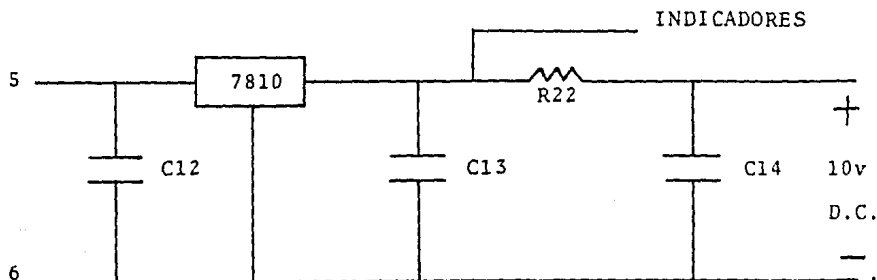 INDICADORES
5
7810
R22
+
C12
C13
C14
10v
D.C.
6
-